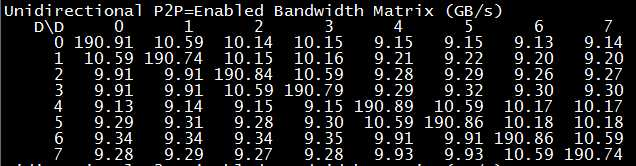 Unidirectional P2P=Enabled Bandwidth Matrix (GB/s)
D\D 0 1 2 3 4 5 6 7
0 190.91 10.59 10.14 10.15 9.15 9.15 9.13 9.14
1 10.59 190.74 10.15 10.16 9.21 9.22 9.20 9.20
2 9.91 9.91 190.84 10.59 9.28 9.29 9.26 9.27
3 9.91 9.91 10.59 190.79 9.29 9.32 9.30 9.30
4 9.13 9.14 9.15 9.15 190.89 10.59 10.17 10.17
5 9.29 9.31 9.28 9.30 10.59 190.86 10.18 10.18
6 9.34 9.34 9.34 9.35 9.91 9.91 190.86 10.59
7 9.28 9.29 9.27 9.28 9.93 9.93 10.59 190.74